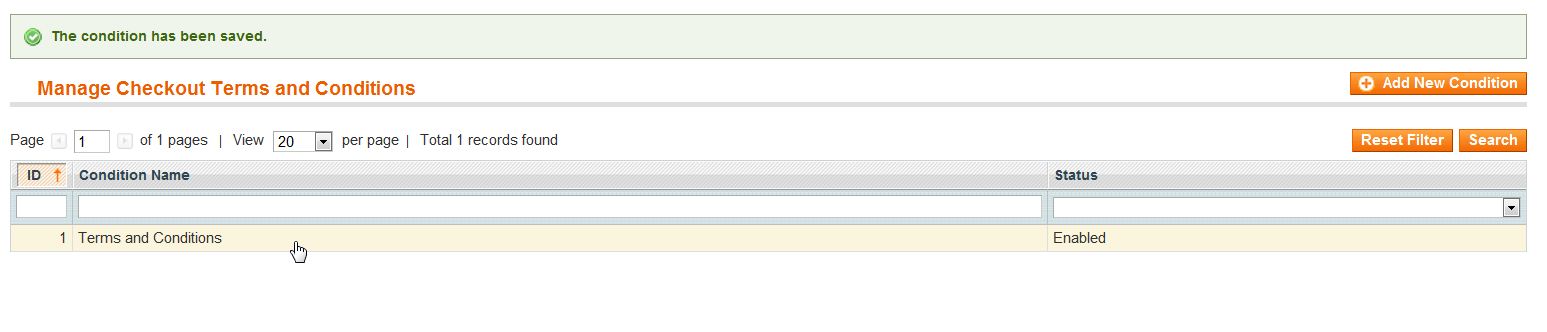 The condition has been saved.
Manage Checkout Terms and Conditions
Add New Condition
Page 1 of 1 pages | View 20 per page | Total 1 records found
Reset Filter Search
ID Condition Name Status
1 Terms and Conditions Enabled